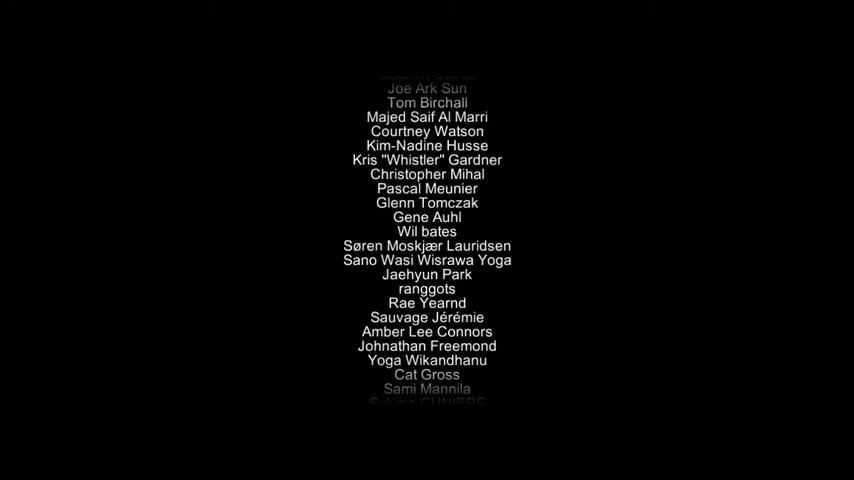 Joe Ark Sun
Tom Birchall
Majed Saif Al Marri
Courtney Watson
Kim-Nadine Husse
Kris "Whistler" Gardner
Christopher Mihal
Pascal Meunier
Glenn Tomczak
Gene Auhl
Wil bates
Søren Moskjær Lauridsen
Sano Wasi Wisrawa Yoga
Jaehyun Park
ranggots
Rae Yearnd
Sauvage Jérémie
Amber Lee Connors
Johnathan Freemond
Yoga Wikandhanu
Cat Gross
Sami Mannila